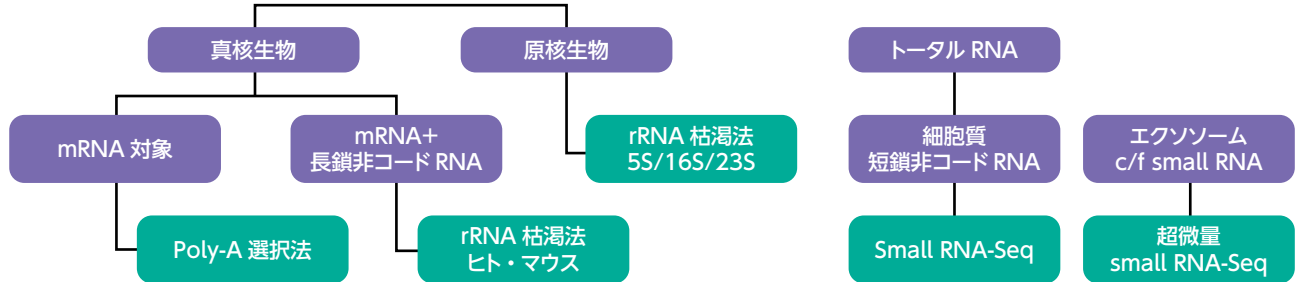 真核生物
原核生物
トータル RNA
mRNA 対象
mRNA＋
長鎖非コード RNA
rRNA 枯渇法
5S/16S/23S
細胞質
短鎖非コード RNA
エクソソーム
c/f small RNA
Poly-A 選択法
rRNA 枯渇法
ヒト・マウス
Small RNA-Seq
超微量
small RNA-Seq